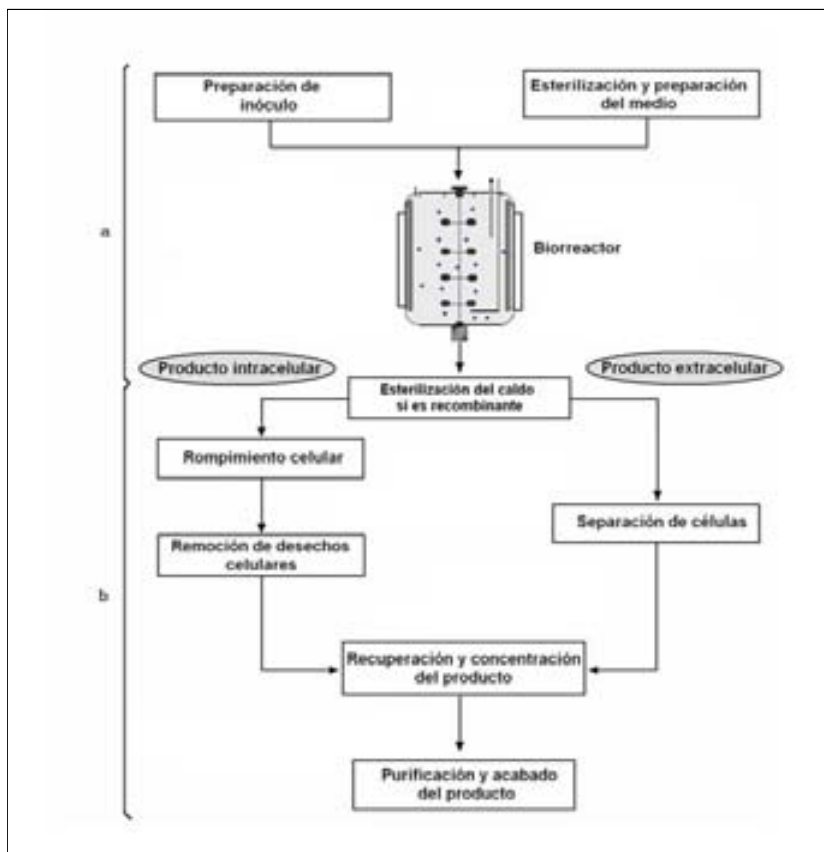 Preparación de
inóculo
Esterilización y preparación
del medio
a
Biorreactor
Producto intracelular
Producto extracelular
Esterilización del caldo
si es recombinante
Rompimiento celular
Separación de células
Remoción de desechos
celulares
b
Recuperación y concentración
del producto
Purificación y acabado
del producto